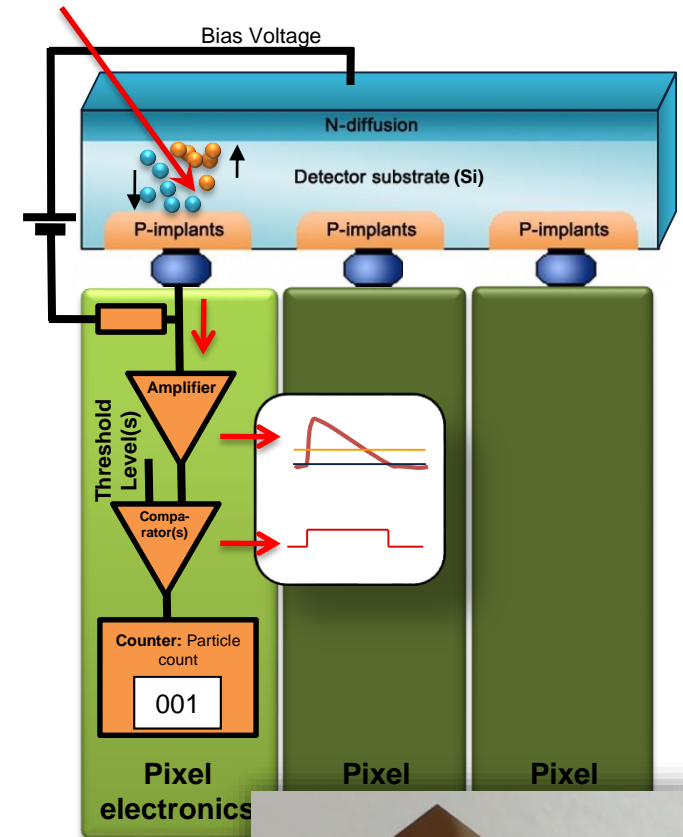 Bias Voltage
N-diffusion
Detector substrate (Si)
P-implants
P-implants
P-implants
Amplifier
Threshold
Level(s)
Compa-
rator(s)
Counter: Particle
count
001
Pixel
electronics
Pixel
Pixel